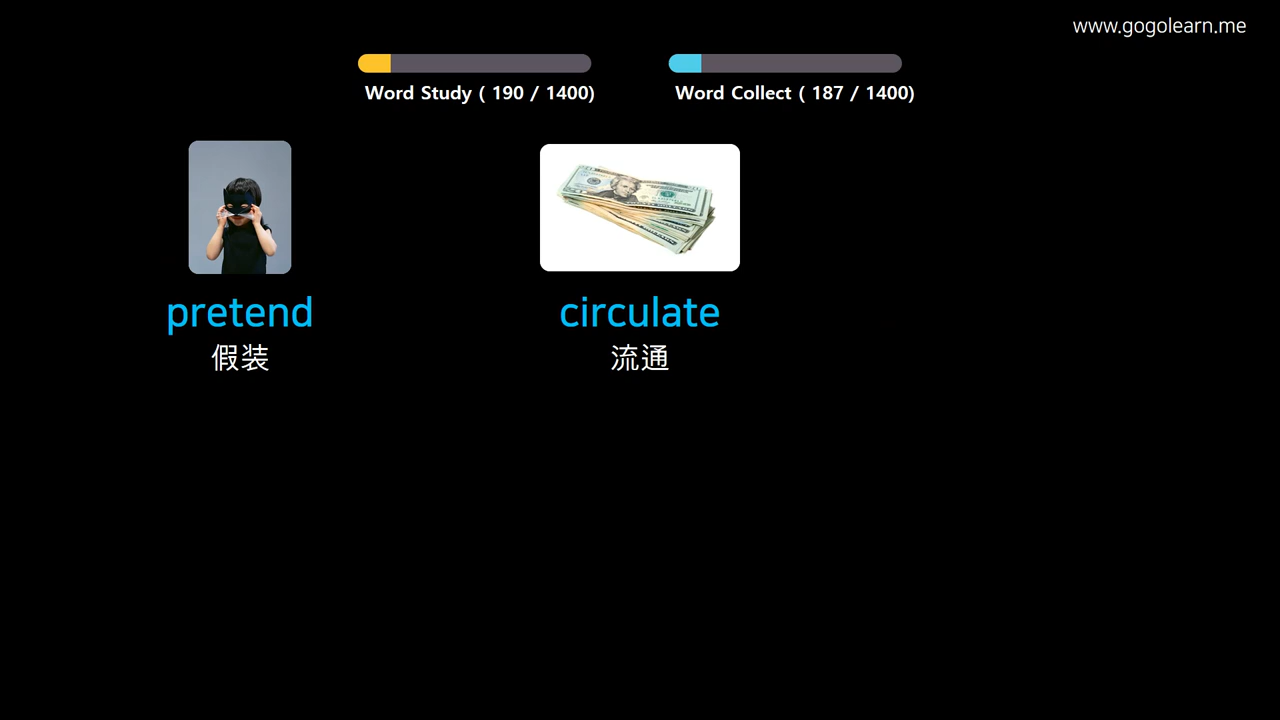 www.gogolearn.me
Word Study ( 190 / 1400)
Word Collect ( 187 / 1400)
pretend
假装
circulate
流通